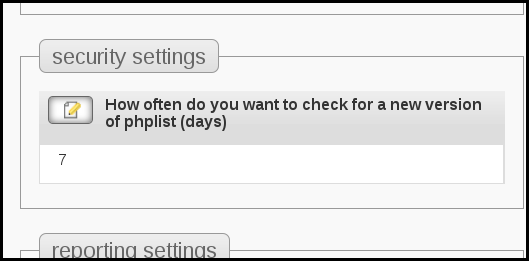 security settings
How often do you want to check for a new version
of phplist (days)
7
reporting settings